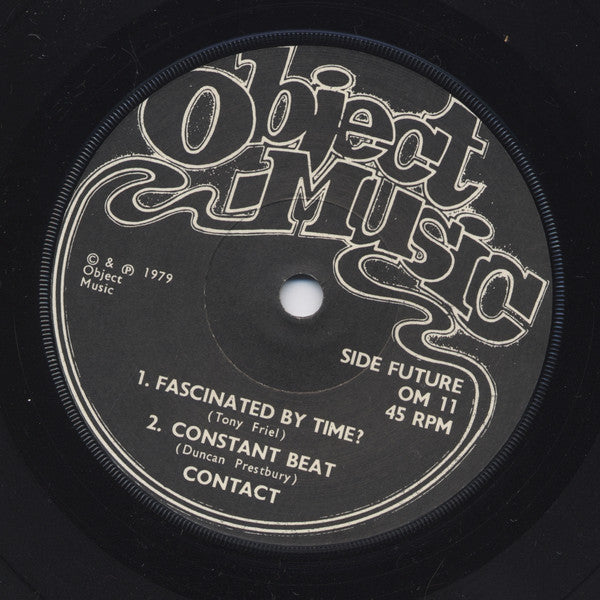 Object
Music
© & ℗ 1979
Object
Music
SIDE FUTURE
OM 11
45 RPM
1. FASCINATED BY TIME?
(Tony Friel)
2. CONSTANT BEAT
(Duncan Prestbury)
CONTACT